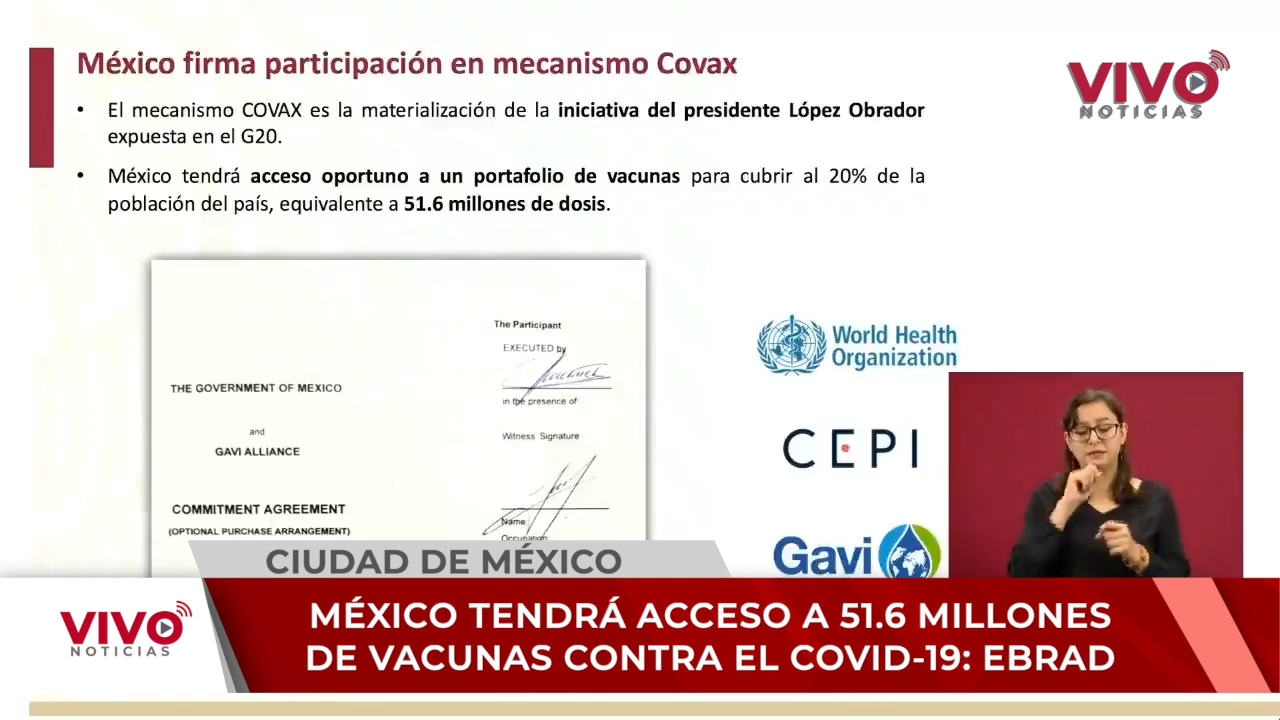 México firma participación en mecanismo Covax
• El mecanismo COVAX es la materialización de la iniciativa del presidente López Obrador
expuesta en el G20.
• México tendrá acceso oportuno a un portafolio de vacunas para cubrir al 20% de la
población del país, equivalente a 51.6 millones de dosis.
VIVO
NOTICIAS
THE GOVERNMENT OF MEXICO
and
GAVI ALLIANCE
COMMITMENT AGREEMENT
(OPTIONAL PURCHASE ARRANGEMENT)
The Participant
EXECUTED by
in the presence of
Witness Signature
Name:
Occupation:
World Health
Organization
CEPI
Gavi
CIUDAD DE MÉXICO
VIVO
NOTICIAS
MÉXICO TENDRÁ ACCESO A 51.6 MILLONES
DE VACUNAS CONTRA EL COVID-19: EBRAD